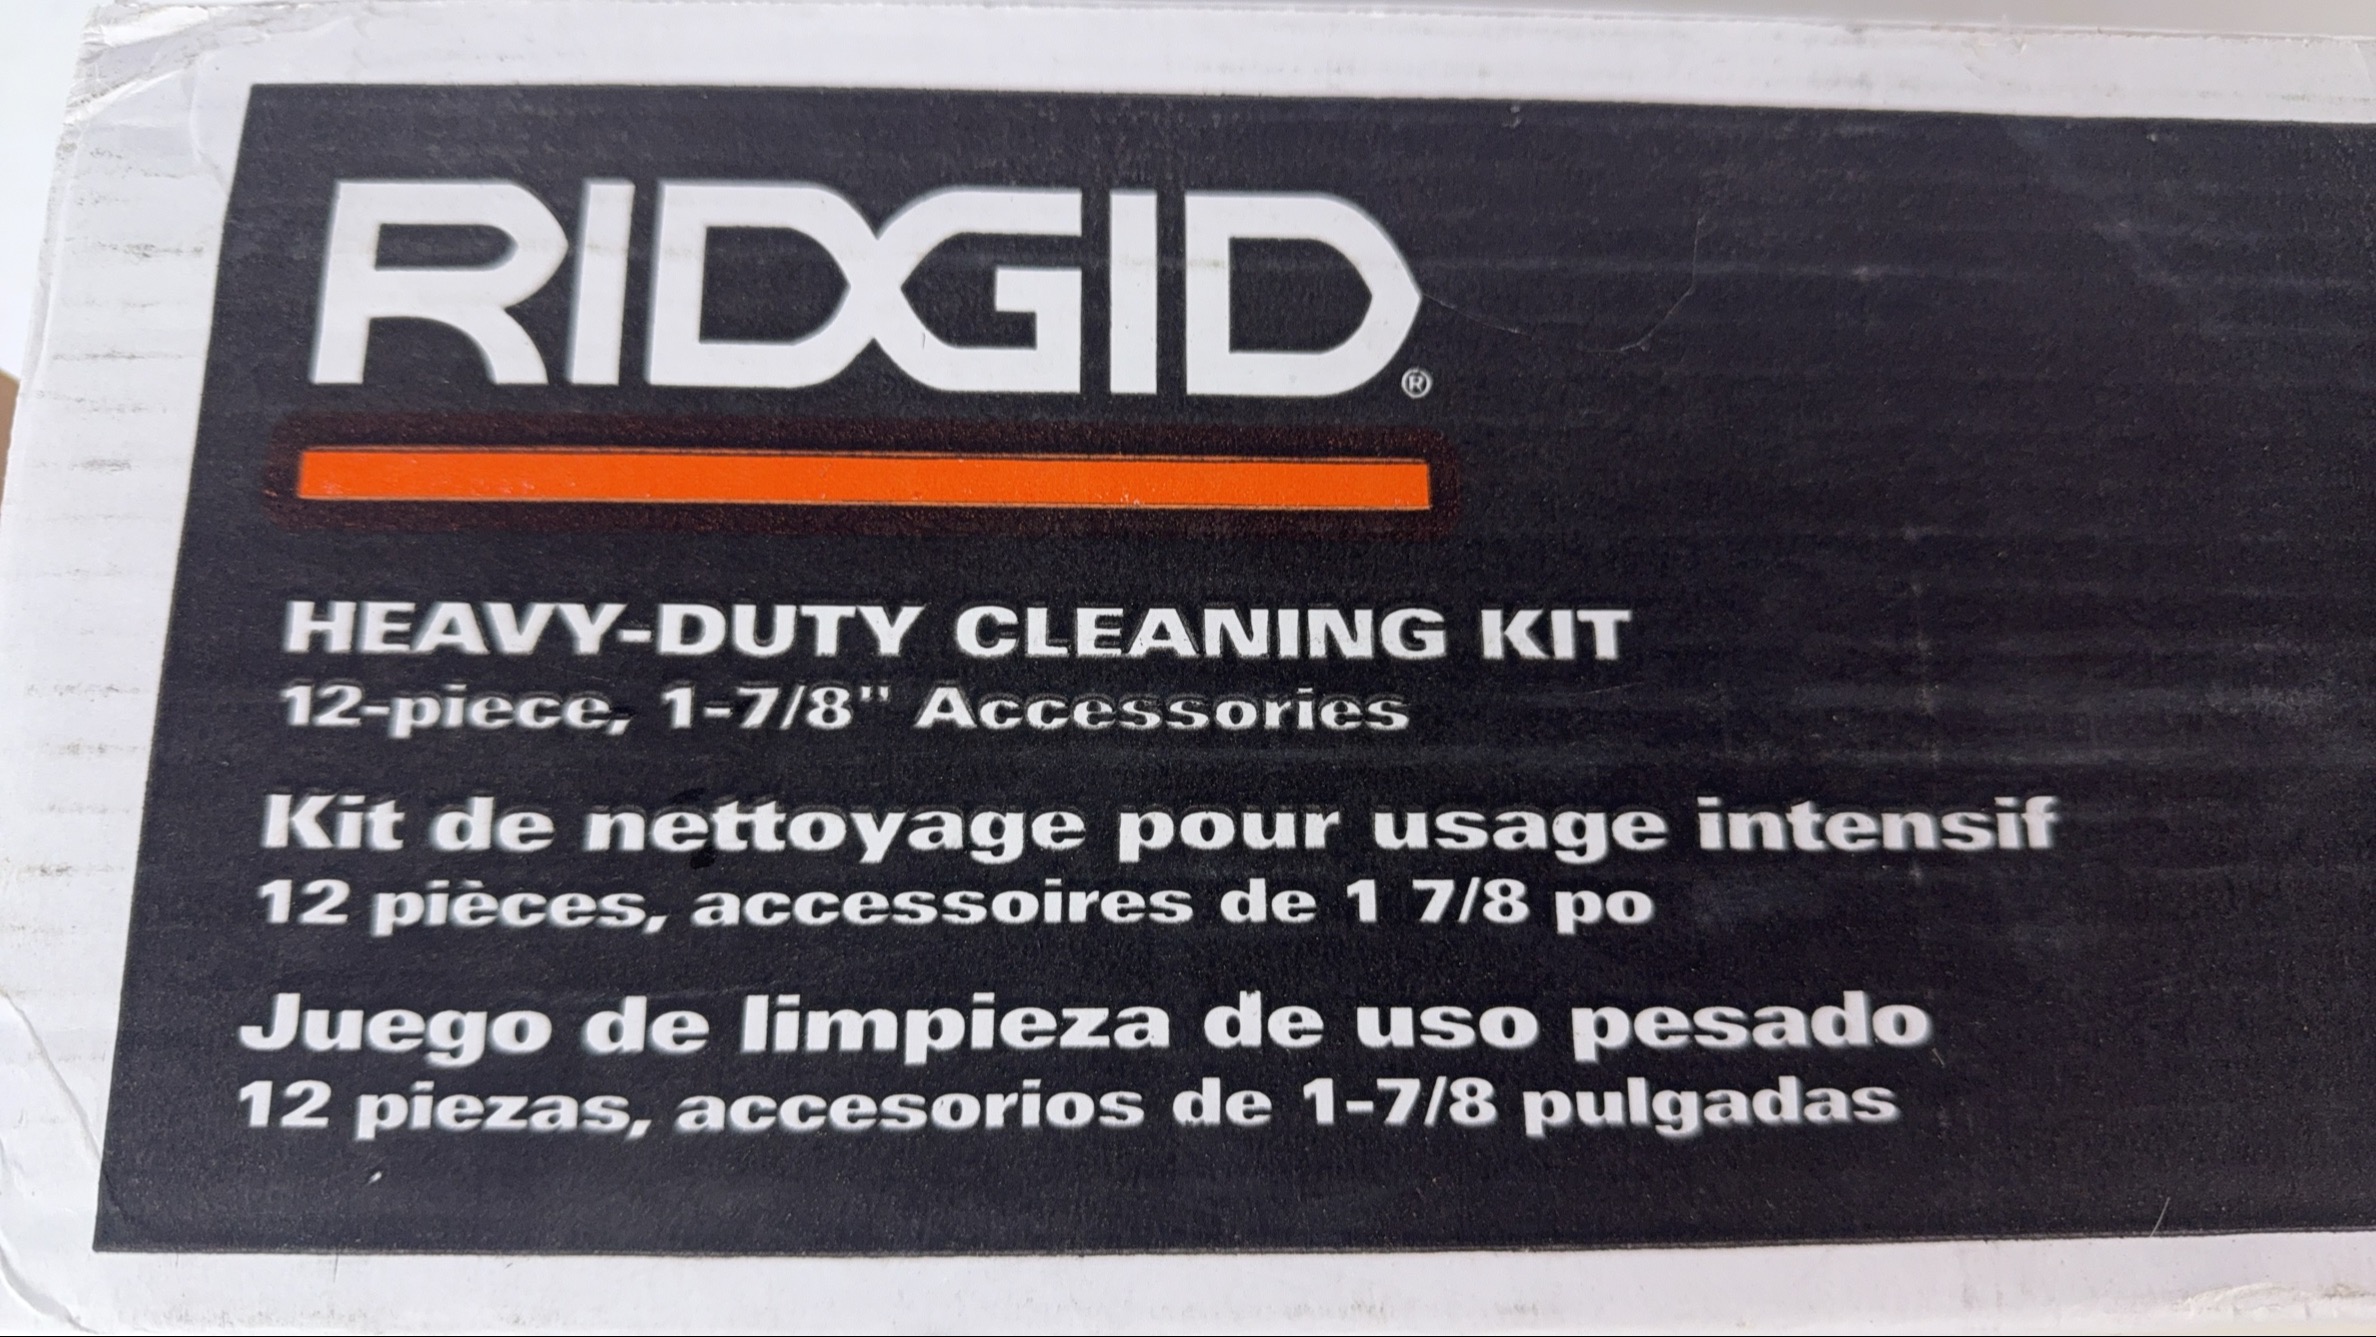 RIDGID®
HEAVY-DUTY CLEANING KIT
12-piece, 1-7/8" Accessories
Kit de nettoyage pour usage intensif
12 pièces, accessoires de 1 7/8 po
Juego de limpieza de uso pesado
12 piezas, accesorios de 1-7/8 pulgadas